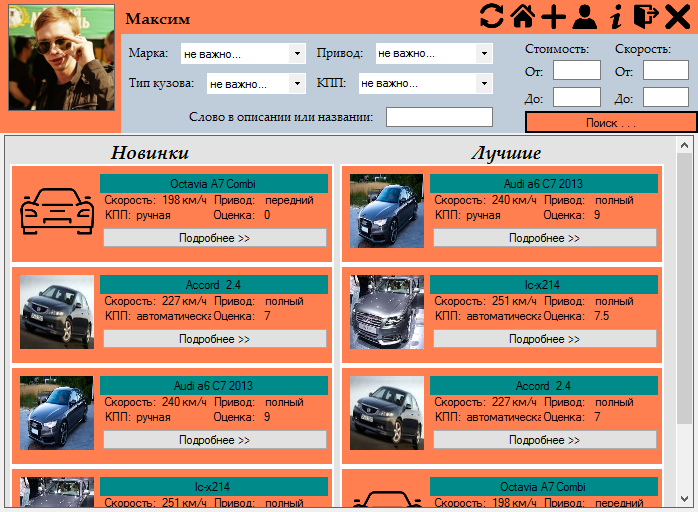 Максим
Марка: не важно... Привод: не важно...
Тип кузова: не важно... КПП: не важно...
Слово в описании или названии:
Стоимость: Скорость:
От: От:
До: До:
Поиск . . .
Новинки
Octavia A7 Combi
Скорость: 198 км/ч Привод: передний
КПП: ручная Оценка: 0
Подробнее >>
Accord 2.4
Скорость: 227 км/ч Привод: полный
КПП: автоматическа Оценка: 7
Подробнее >>
Audi a6 C7 2013
Скорость: 240 км/ч Привод: полный
КПП: ручная Оценка: 9
Подробнее >>
lc-x214
Скорость: 251 км/ч Привод: полный
Лучшие
Audi a6 C7 2013
Скорость: 240 км/ч Привод: полный
КПП: ручная Оценка: 9
Подробнее >>
lc-x214
Скорость: 251 км/ч Привод: полный
КПП: автоматическа Оценка: 7.5
Подробнее >>
Accord 2.4
Скорость: 227 км/ч Привод: полный
КПП: автоматическа Оценка: 7
Подробнее >>
Octavia A7 Combi
Скорость: 198 км/ч Привод: передний